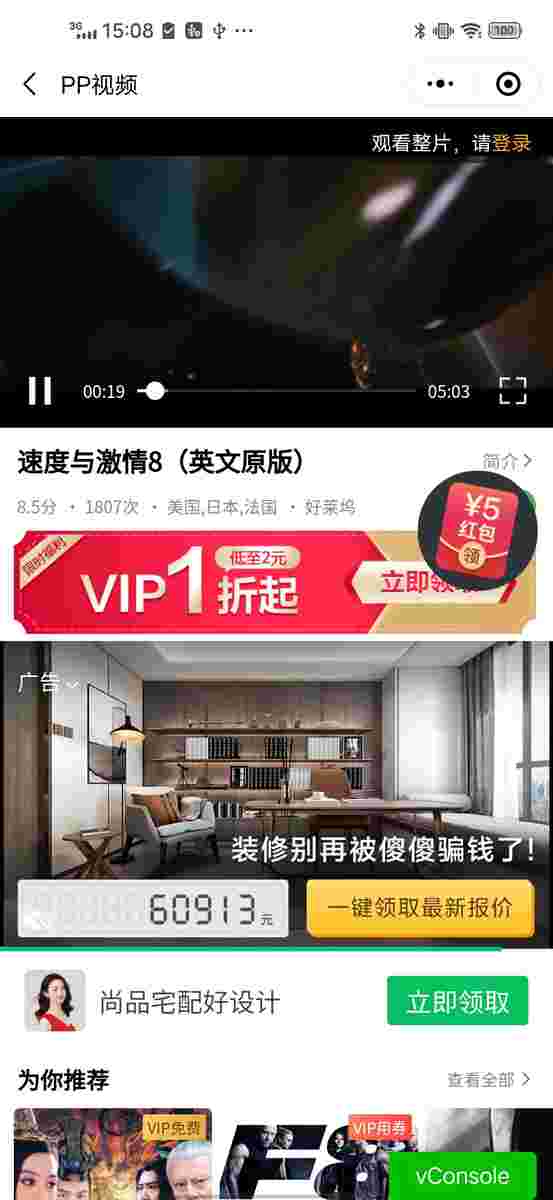 3G 15:08 ···
100
PP视频
观看整片，请登录
00:19 05:03
速度与激情8（英文原版）
简介
8.5分 · 1807次 · 美国,日本,法国 · 好莱坞
¥5
红包
领
限时福利
VIP1折起
低至2元
立即领取
广告
装修别再被傻傻骗钱了!
60913元
一键领取最新报价
尚品宅配好设计
立即领取
为你推荐
查看全部
VIP免费
F8
VIP用券
vConsole